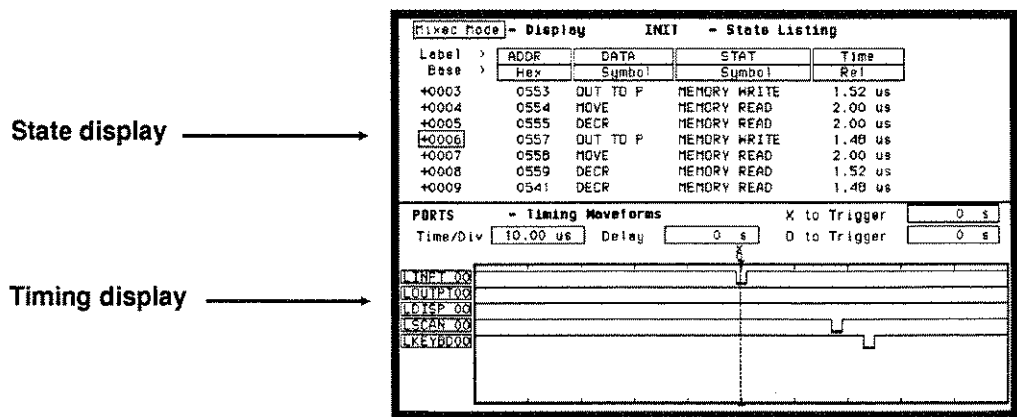 Mixed Mode - Display INIT - State Listing
Label > ADDR DATA STAT Time
Base > Hex Symbol Symbol Rel
+0003 0553 OUT TO P MEMORY WRITE 1.52 us
+0004 0554 MOVE MEMORY READ 2.00 us
+0005 0555 DECR MEMORY READ 2.00 us
State display
+0006 0557 OUT TO P MEMORY WRITE 1.48 us
+0007 0558 MOVE MEMORY READ 2.00 us
+0008 0559 DECR MEMORY READ 1.52 us
+0009 0541 DECR MEMORY READ 1.48 us
PORTS - Timing Waveforms X to Trigger 0 s
Time/Div 10.00 us Delay 0 s O to Trigger 0 s
LINPT 00
Timing display
LOUTPT00
LDISP 00
LSCAN 00
LKEYBD00